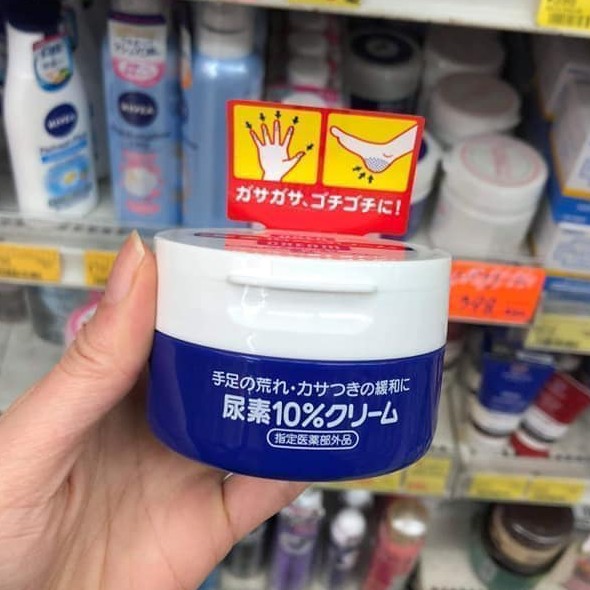 ガサガサ、ゴチゴチに!
CREAM
手足の荒れ・カサつきの緩和に
尿素10%クリーム
指定医薬部外品
NIVEA
NIVEA